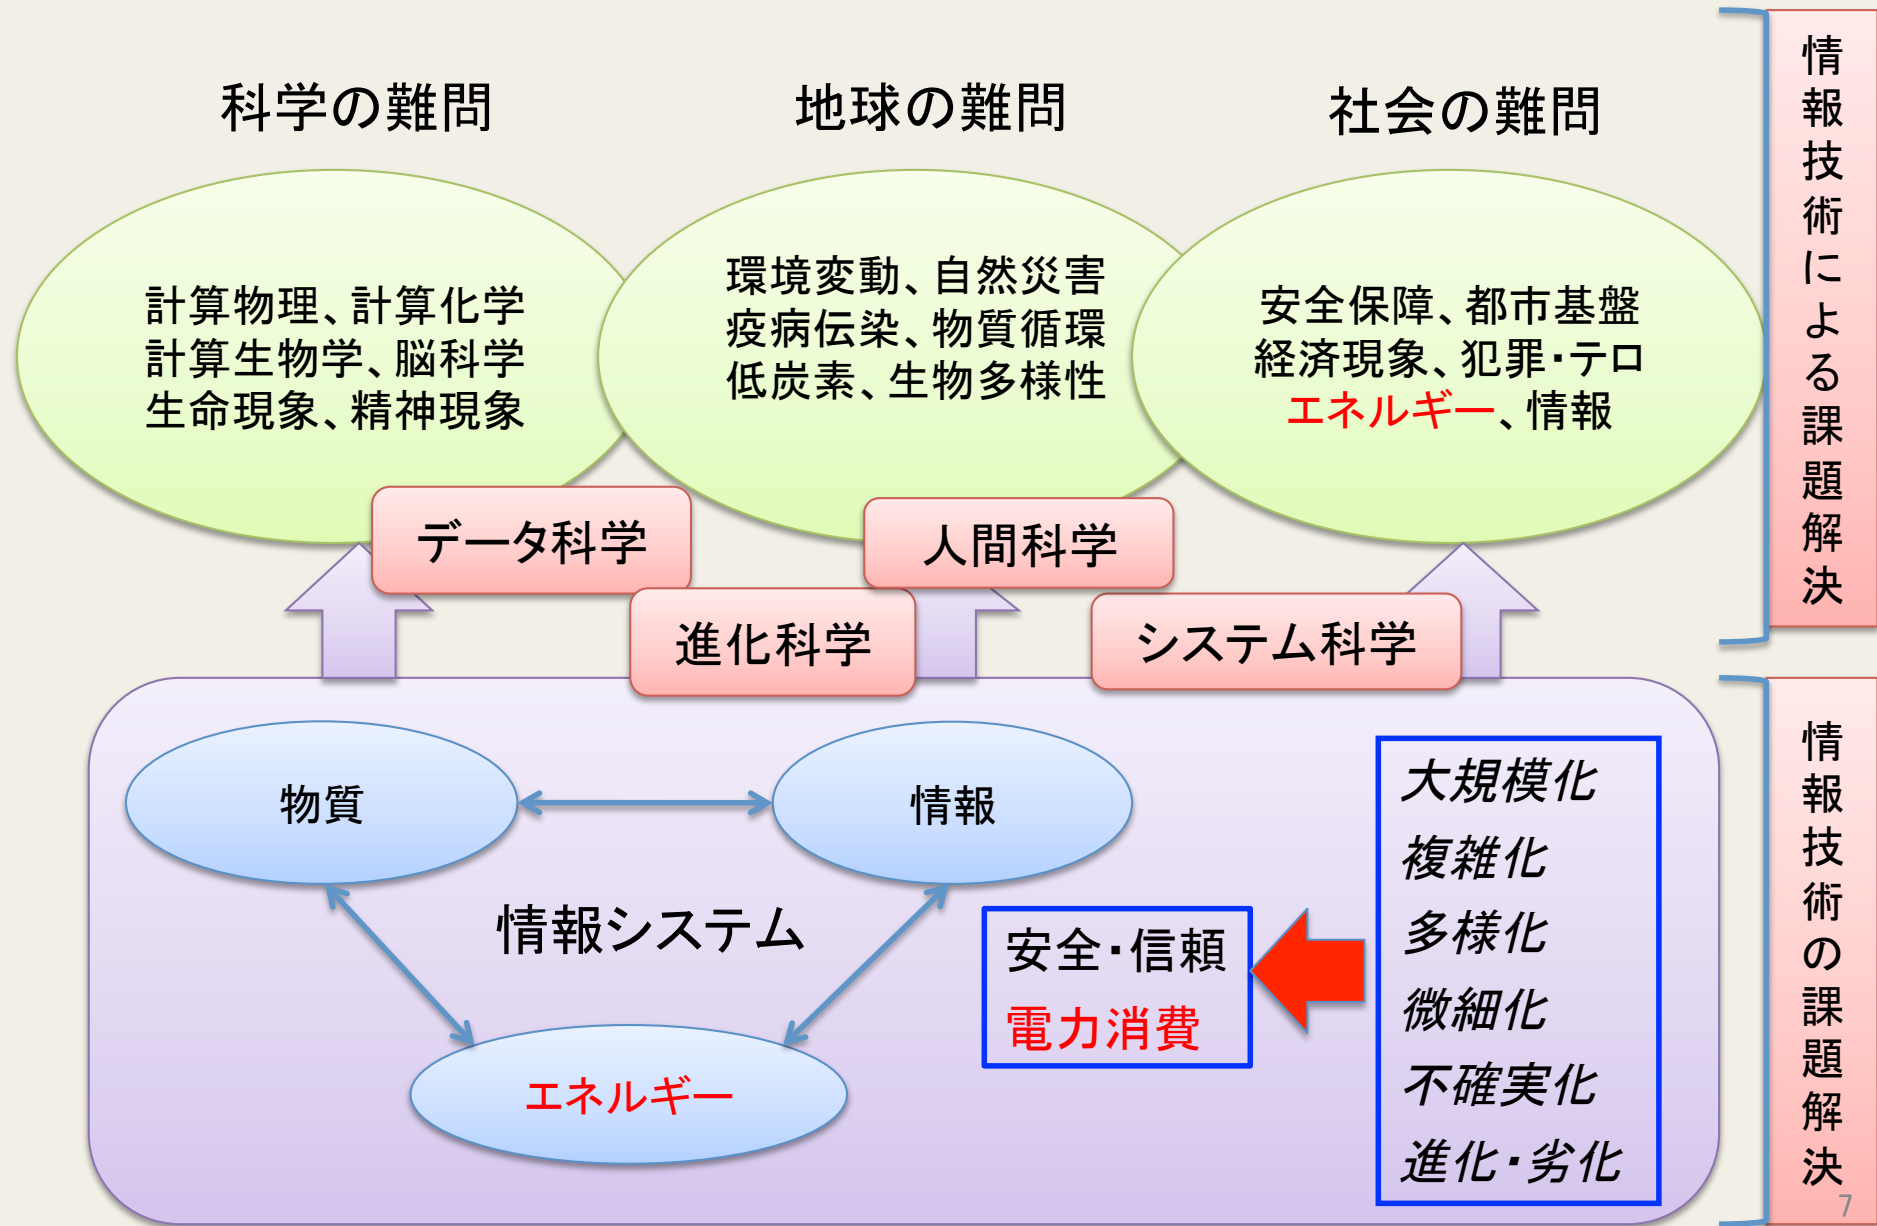 科学の難問
地球の難問
社会の難問
計算物理、計算化学
計算生物学、脳科学
生命現象、精神現象
環境変動、自然災害
疫病伝染、物質循環
低炭素、生物多様性
安全保障、都市基盤
経済現象、犯罪・テロ
エネルギー、情報
情報技術による課題解決
データ科学
人間科学
進化科学
システム科学
物質
情報
情報システム
エネルギー
安全・信頼
電力消費
大規模化
複雑化
多様化
微細化
不確実化
進化・劣化
情報技術の課題解決
7